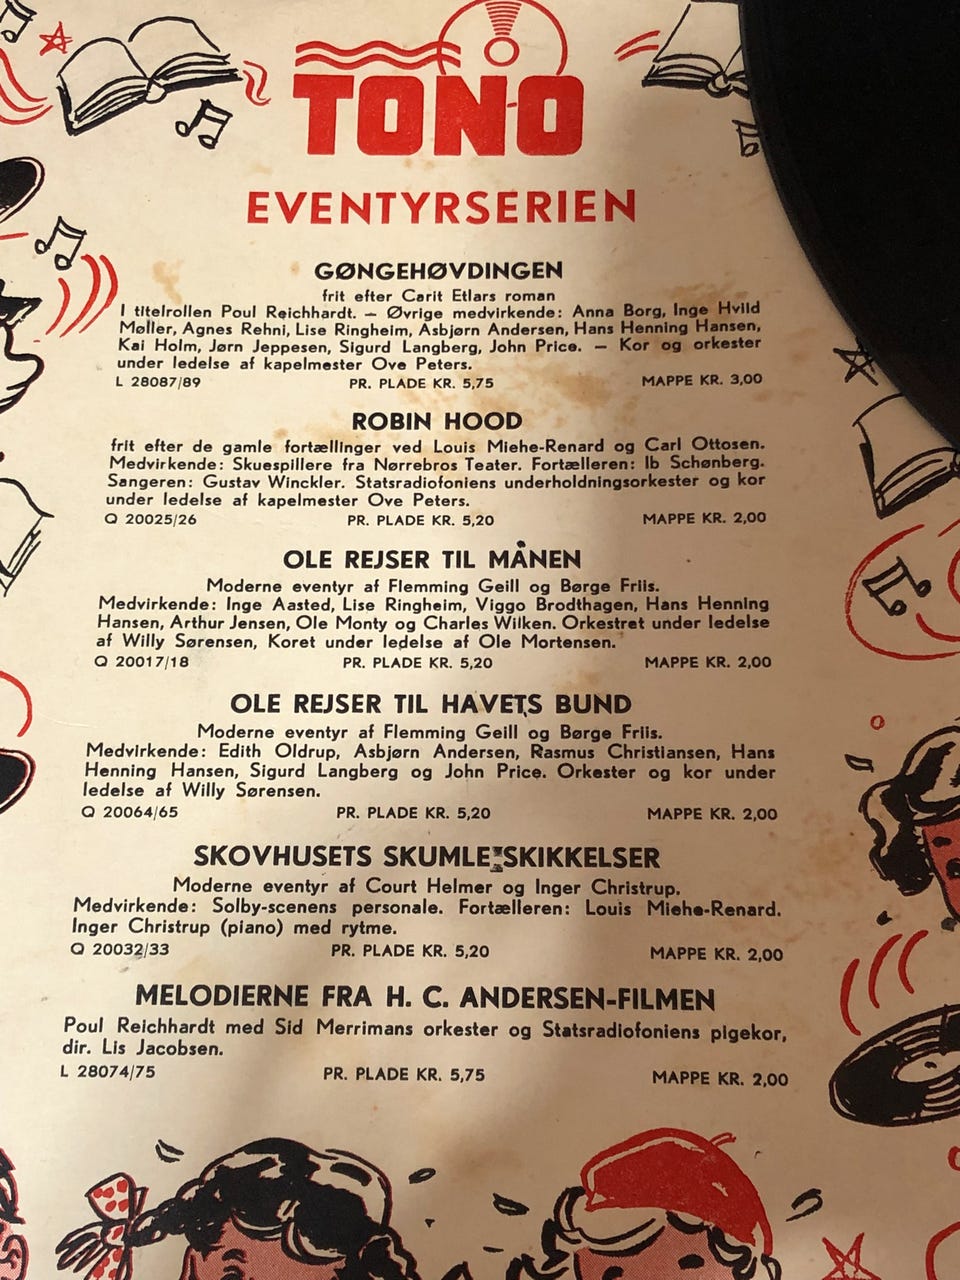 TONO
EVENTYRSERIEN
GØNGEHØVDINGEN
frit efter Carit Etlars roman
I titelrollen Poul Reichhardt. — Øvrige medvirkende: Anna Borg, Inge Hvild
Møller, Agnes Rehni, Lise Ringheim, Asbjørn Andersen, Hans Henning Hansen,
Kai Holm, Jørn Jeppesen, Sigurd Langberg, John Price. — Kor og orkester
under ledelse af kapelmester Ove Peters.
L 28087/89 PR. PLADE KR. 5,75 MAPPE KR. 3,00
ROBIN HOOD
frit efter de gamle fortællinger ved Louis Miehe-Renard og Carl Ottosen.
Medvirkende: Skuespillere fra Nørrebros Teater. Fortælleren: Ib Schønberg.
Sangeren: Gustav Winckler. Statsradiofoniens underholdningsorkester og kor
under ledelse af kapelmester Ove Peters.
Q 20025/26 PR. PLADE KR. 5,20 MAPPE KR. 2,00
OLE REJSER TIL MÅNEN
Moderne eventyr af Flemming Geill og Børge Friis.
Medvirkende: Inge Aasted, Lise Ringheim, Viggo Brodthagen, Hans Henning
Hansen, Arthur Jensen, Ole Monty og Charles Wilken. Orkestret under ledelse
af Willy Sørensen, Koret under ledelse af Ole Mortensen.
Q 20017/18 PR. PLADE KR. 5,20 MAPPE KR. 2,00
OLE REJSER TIL HAVETS BUND
Moderne eventyr af Flemming Geill og Børge Friis.
Medvirkende: Edith Oldrup, Asbjørn Andersen, Rasmus Christiansen, Hans
Henning Hansen, Sigurd Langberg og John Price. Orkester og kor under
ledelse af Willy Sørensen.
Q 20064/65 PR. PLADE KR. 5,20 MAPPE KR. 2,00
SKOVHUSETS SKUMLE SKIKKELSER
Moderne eventyr af Court Helmer og Inger Christrup.
Medvirkende: Solby-scenens personale. Fortælleren: Louis Miehe-Renard.
Inger Christrup (piano) med rytme.
Q 20032/33 PR. PLADE KR. 5,20 MAPPE KR. 2,00
MELODIERNE FRA H. C. ANDERSEN-FILMEN
Poul Reichhardt med Sid Merrimans orkester og Statsradiofoniens pigekor,
dir. Lis Jacobsen.
L 28074/75 PR. PLADE KR. 5,75 MAPPE KR. 2,00